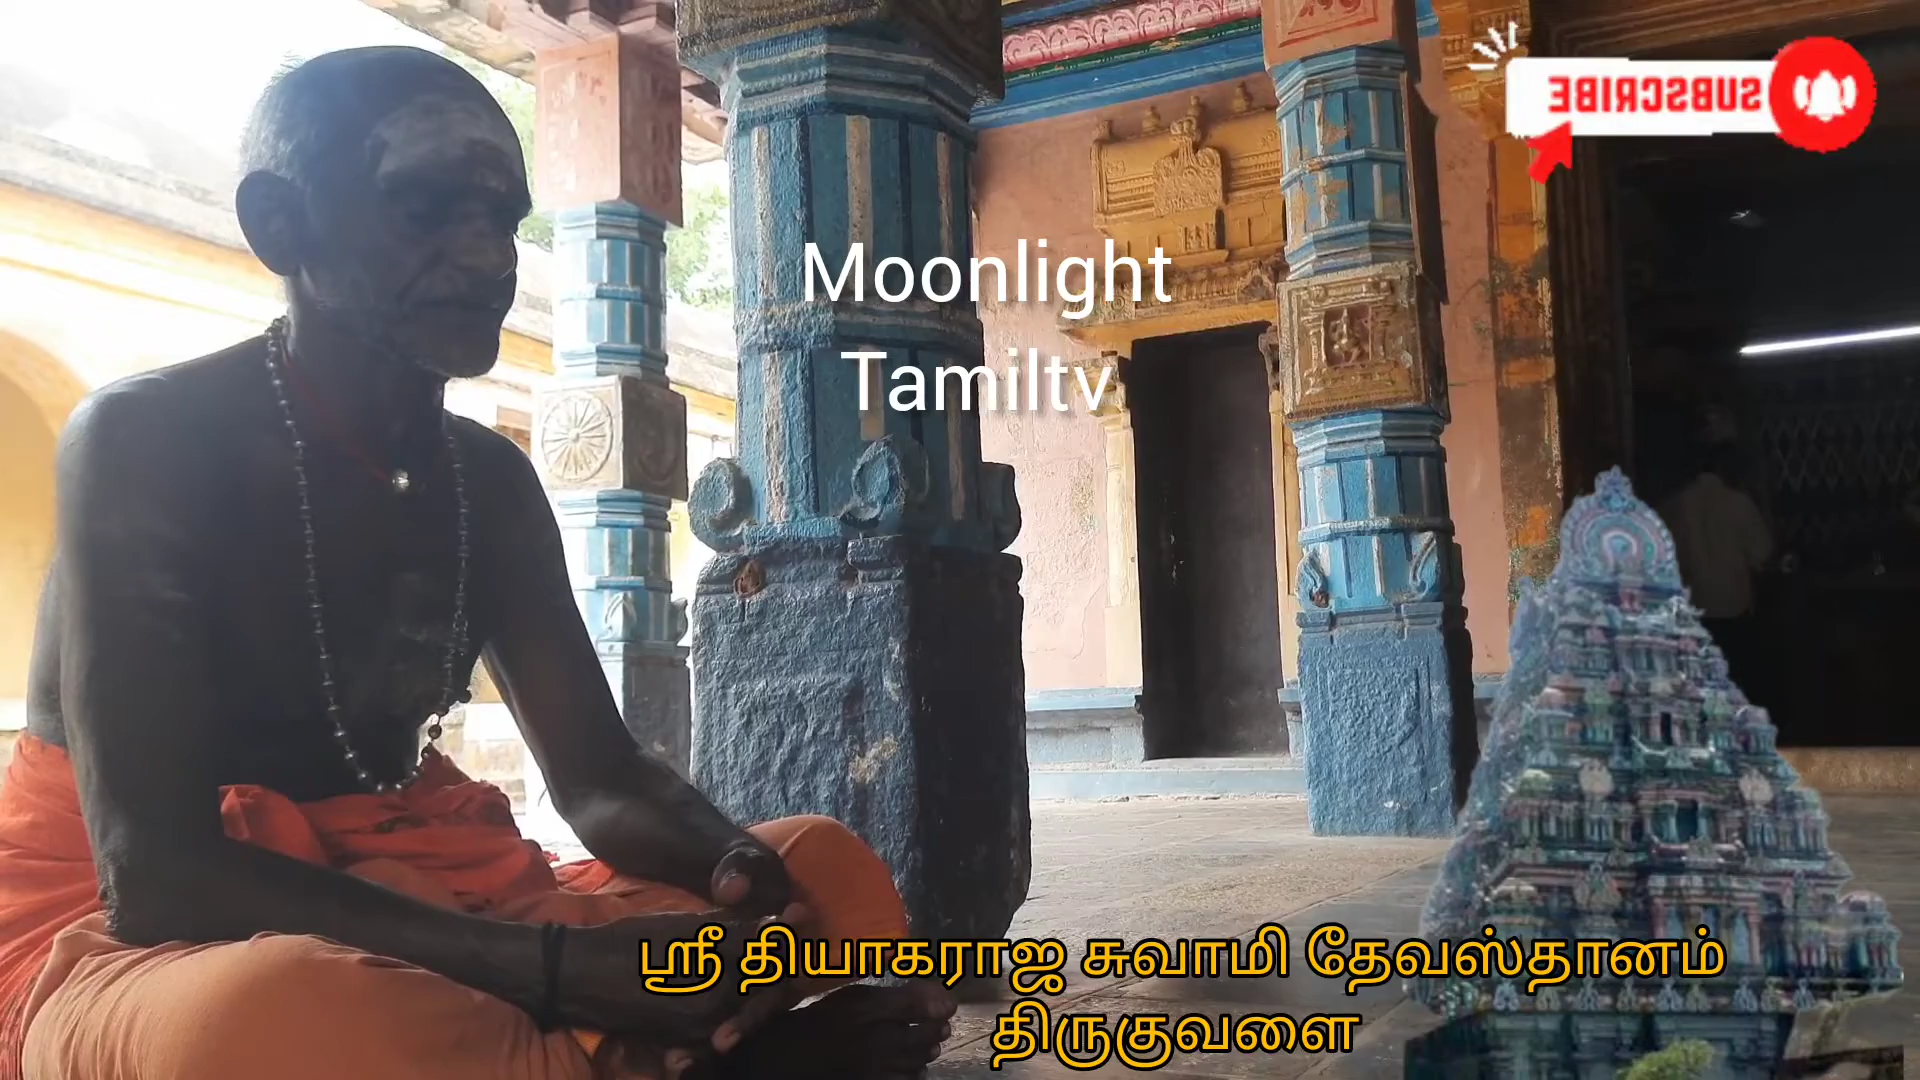 SUBSCRIBE
Moonlight
Tamiltv
ஸ்ரீ தியாகராஜ சுவாமி தேவஸ்தானம்
திருகுவளை